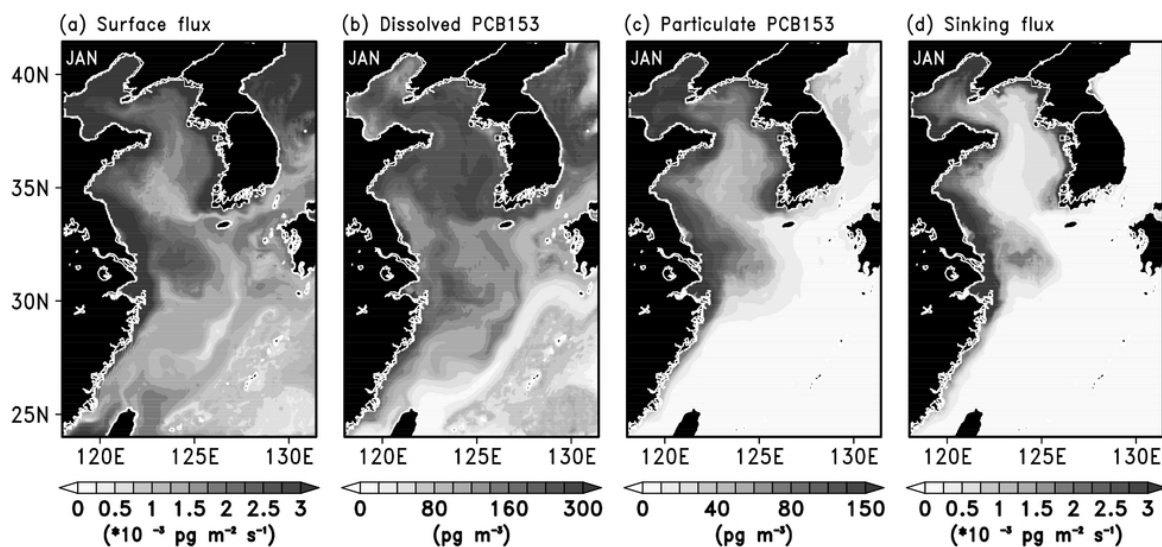 (a) Surface flux (b) Dissolved PCB153 (c) Particulate PCB153 (d) Sinking flux
JAN JAN JAN JAN
40N
35N
30N
25N
120E 125E 130E 120E 125E 130E 120E 125E 130E 120E 125E 130E
0 0.5 1 1.5 2 2.5 3 0 80 160 300 0 40 80 150 0 0.5 1 1.5 2 2.5 3
(*10 ⁻³ pg m⁻² s⁻¹) (pg m⁻³) (pg m⁻³) (*10 ⁻³ pg m⁻² s⁻¹)